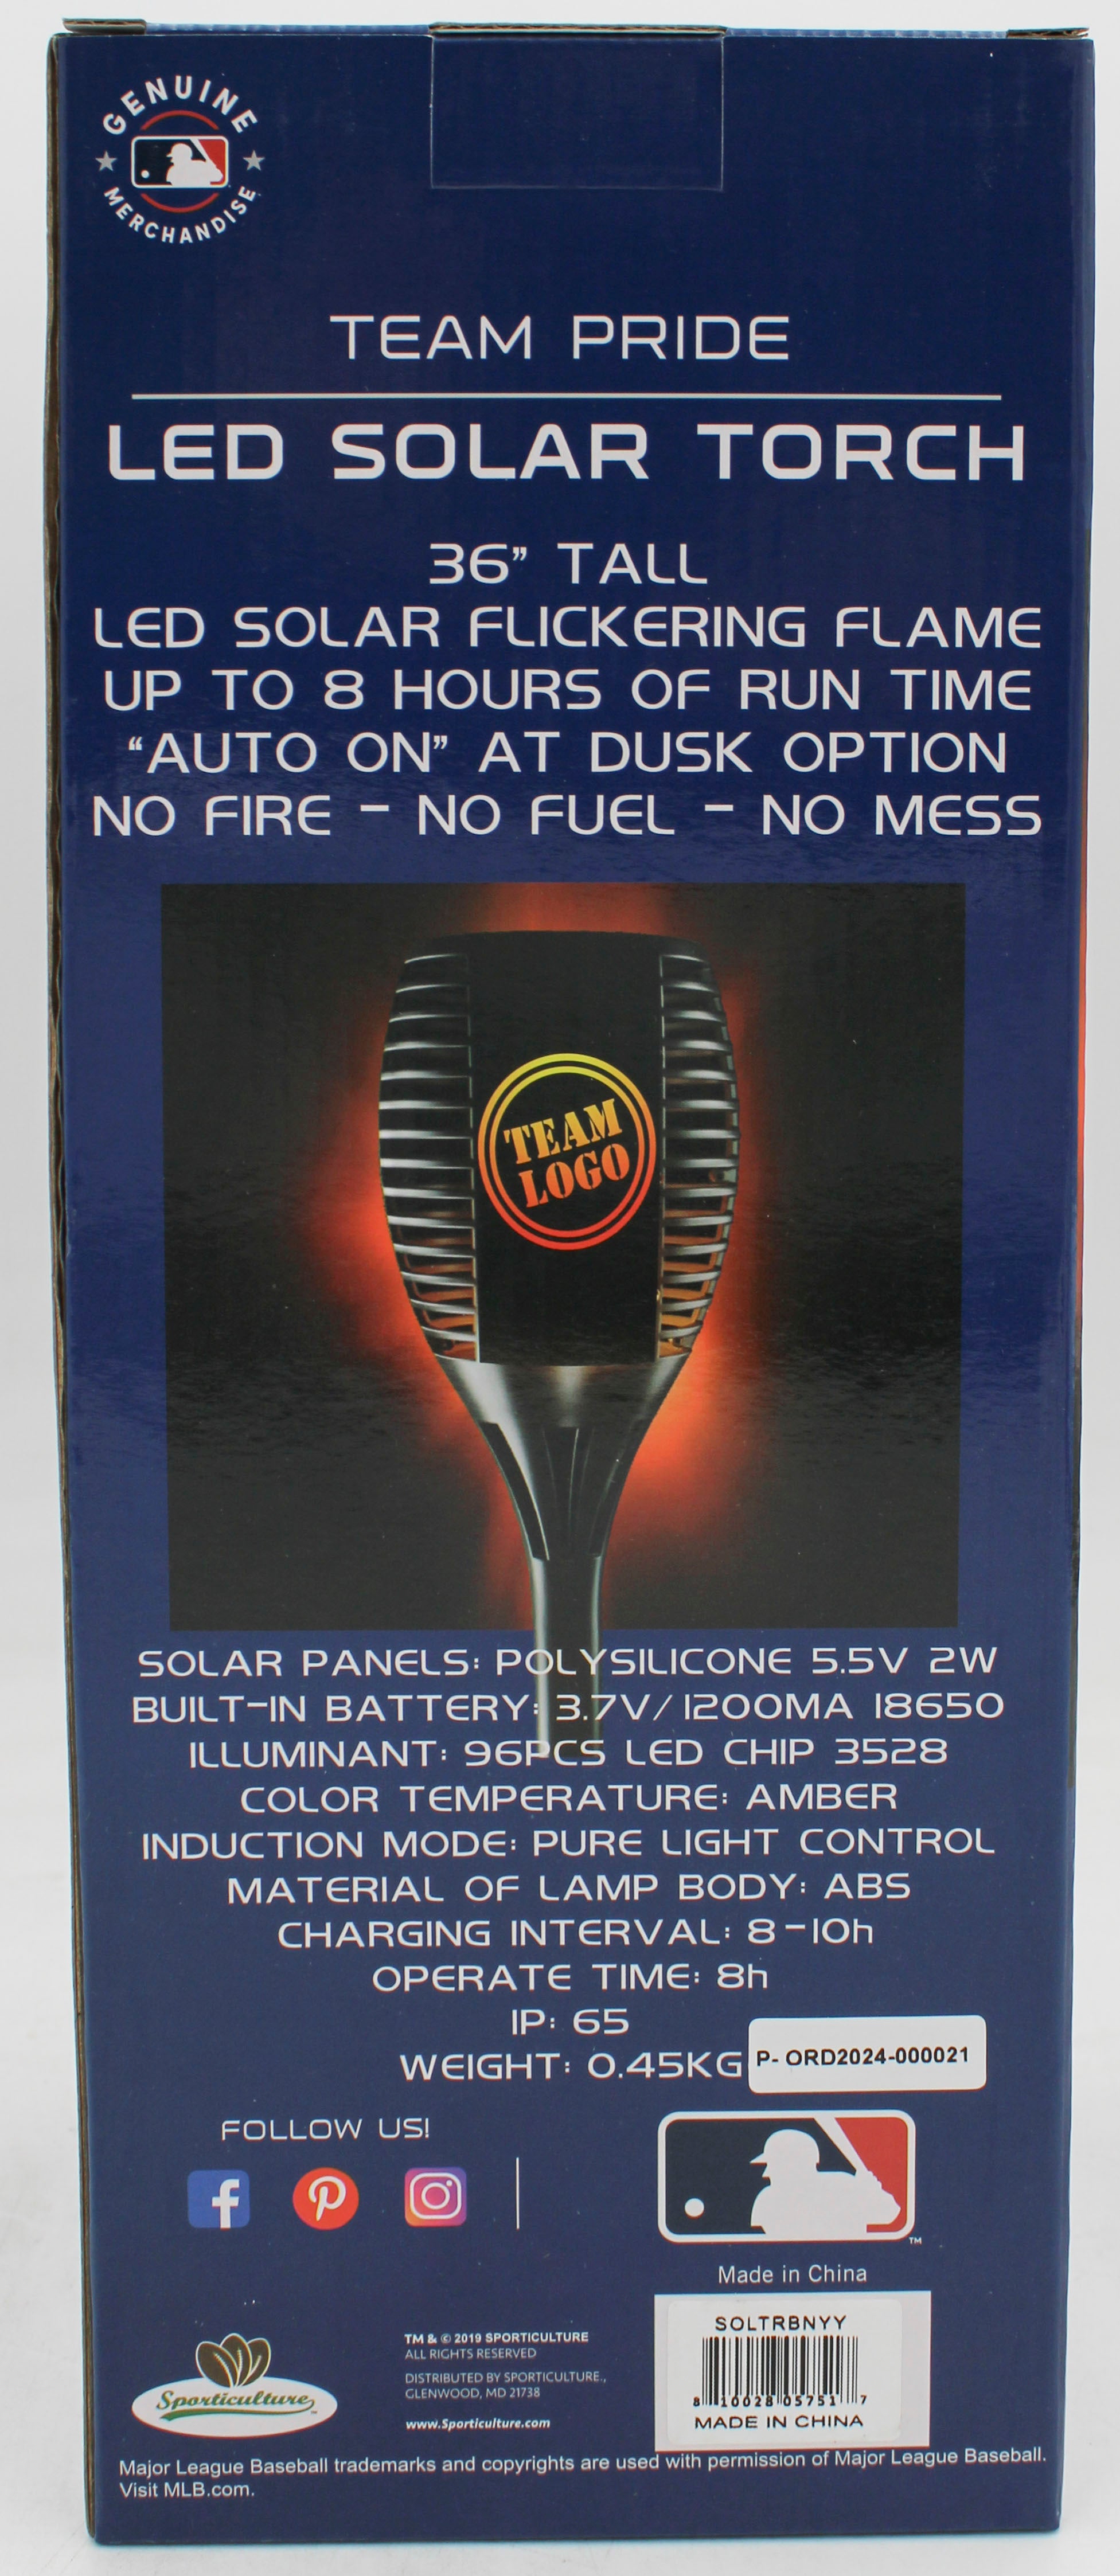 GENUINE
MERCHANDISE
TEAM PRIDE
LED SOLAR TORCH
36” TALL
LED SOLAR FLICKERING FLAME
UP TO 8 HOURS OF RUN TIME
“AUTO ON” AT DUSK OPTION
NO FIRE – NO FUEL – NO MESS
TEAM
LOGO
SOLAR PANELS: POLYSILICONE 5.5V 2W
BUILT-IN BATTERY: 3.7V/1200MA 18650
ILLUMINANT: 96PCS LED CHIP 3528
COLOR TEMPERATURE: AMBER
INDUCTION MODE: PURE LIGHT CONTROL
MATERIAL OF LAMP BODY: ABS
CHARGING INTERVAL: 8-10h
OPERATE TIME: 8h
IP: 65
WEIGHT: 0.45KG
P- ORD2024-000021
FOLLOW US!
TM
Made in China
SOLTRBNYY
8 10028 05751 7
MADE IN CHINA
Sporticulture
TM & © 2019 SPORTICULTURE
ALL RIGHTS RESERVED
DISTRIBUTED BY SPORTICULTURE.,
GLENWOOD, MD 21738
www.Sporticulture.com
Major League Baseball trademarks and copyrights are used with permission of Major League Baseball.
Visit MLB.com.